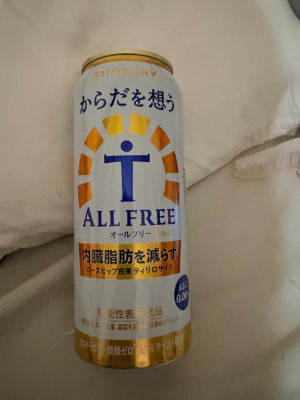 SUNTORY
からだを想う
ALL FREE
オールフリー
内臓脂肪を減らす
ローズヒップ由来ティリロサイド
ALC.
0.00%
機能性表示食品